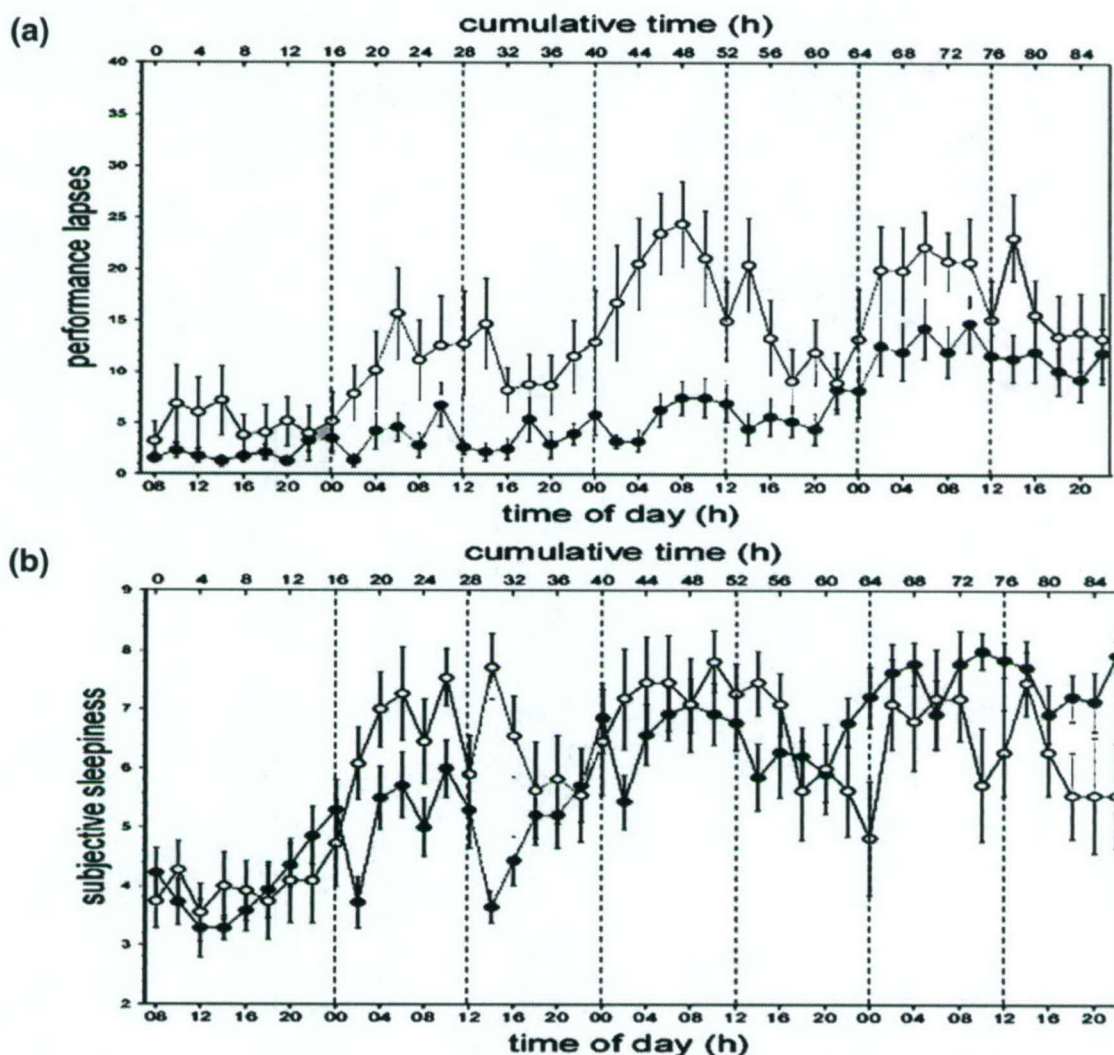 (a)
cumulative time (h)
0 4 8 12 16 20 24 28 32 36 40 44 48 52 56 60 64 68 72 76 80 84
40
35
30
25
20
15
10
5
0
performance lapses
08 12 16 20 00 04 08 12 16 20 00 04 08 12 16 20 00 04 08 12 16 20
time of day (h)
(b)
cumulative time (h)
0 4 8 12 16 20 24 28 32 36 40 44 48 52 56 60 64 68 72 76 80 84
9
8
7
6
5
4
3
2
subjective sleepiness
08 12 16 20 00 04 08 12 16 20 00 04 08 12 16 20 00 04 08 12 16 20
time of day (h)